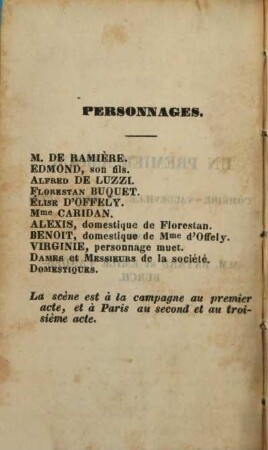 PERSONNAGES.
M. DE RAMIÈRE.
EDMOND, son fils.
ALFRED DE LUZZI.
FLORESTAN BUQUET.
ÉLISE D'OFFELY.
Mme CARIDAN.
ALEXIS, domestique de Florestan.
BENOIT, domestique de Mme d'Offely.
VIRGINIE, personnage muet.
DAMES et MESSIEURS de la société.
DOMESTIQUES.
La scène est à la campagne au premier
acte, et à Paris au second et au troi-
sième acte.